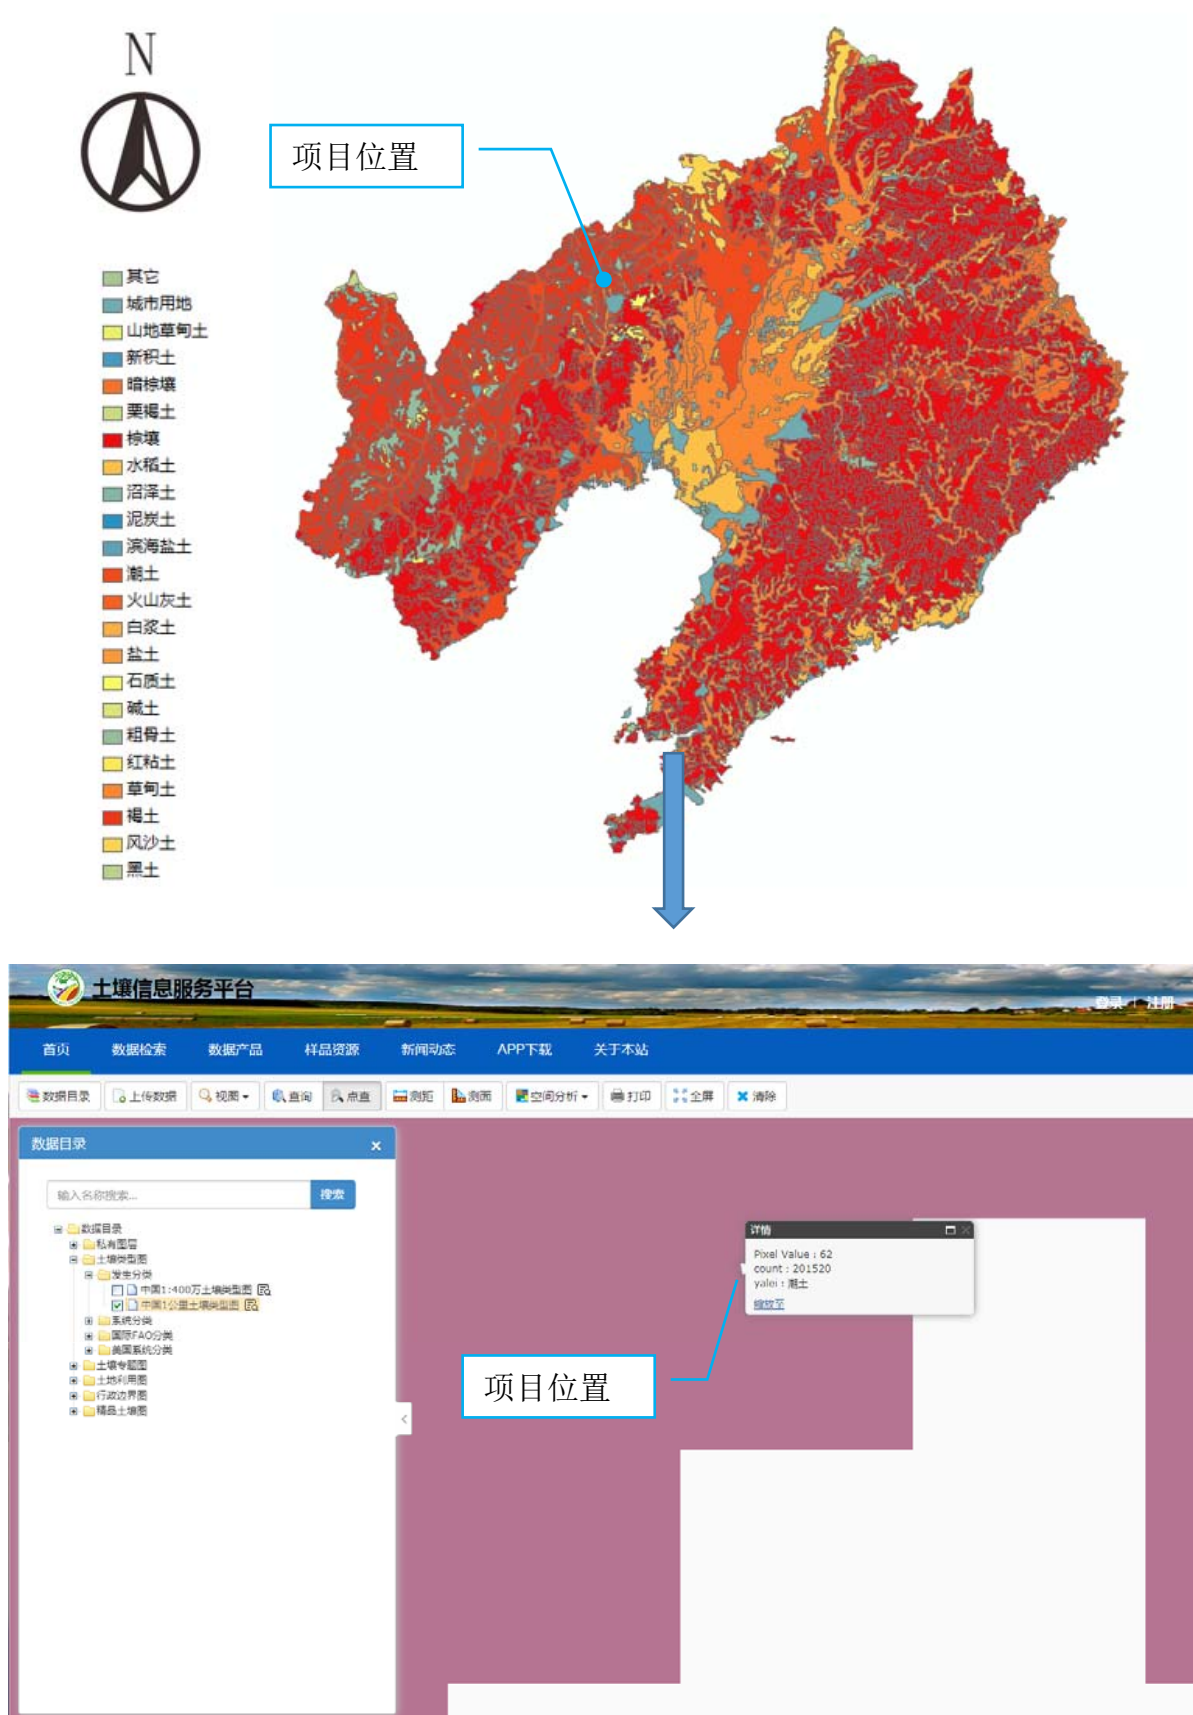 N
项目位置
其它
城市用地
山地草甸土
新积土
暗棕壤
栗褐土
棕壤
水稻土
沼泽土
泥炭土
滨海盐土
潮土
火山灰土
白浆土
盐土
石质土
碱土
粗骨土
红粘土
草甸土
褐土
风沙土
黑土
土壤信息服务平台
登录 | 注册
首页 数据检索 数据产品 样品资源 新闻动态 APP下载 关于本站
数据目录 上传数据 视图 查询 点查 测距 测面 空间分析 打印 全屏 清除
数据目录
输入名称搜索... 搜索
数据目录
私有图层
土壤类型图
发生分类
中国1:400万土壤类型图
中国1公里土壤类型图
系统分类
国际FAO分类
美国系统分类
土壤专题图
土地利用图
行政边界图
精品土壤图
详情
Pixel Value : 62
count : 201520
yalei : 潮土
缩放至
项目位置